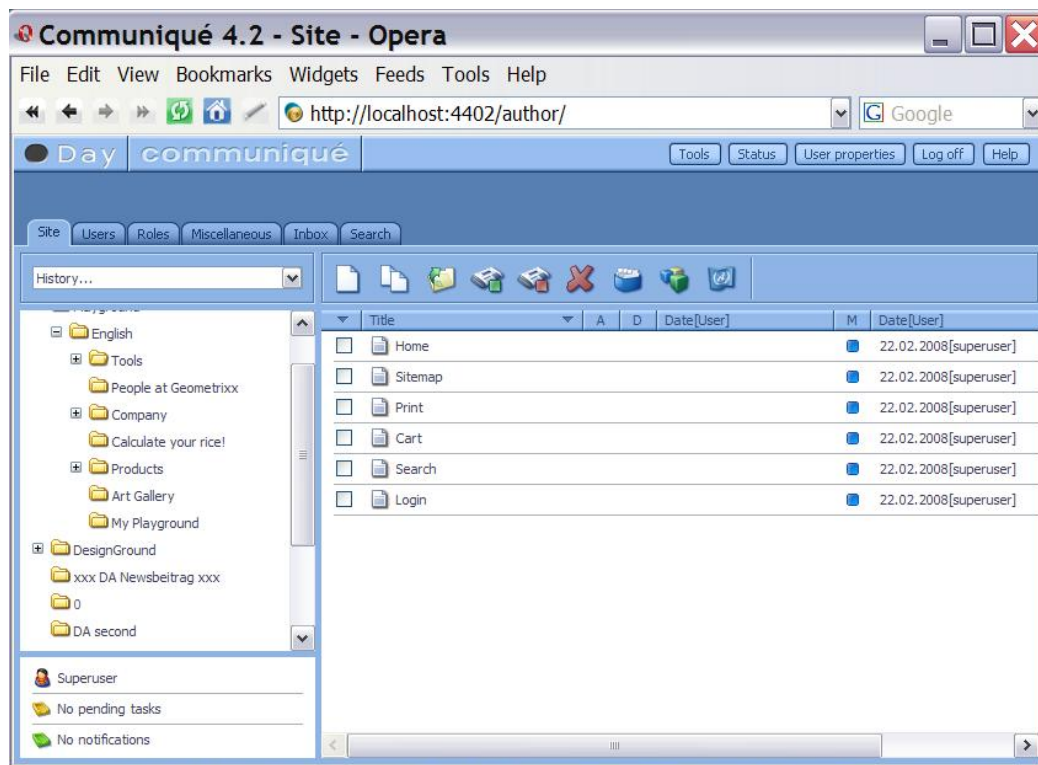 Communiqué 4.2 - Site - Opera
File Edit View Bookmarks Widgets Feeds Tools Help
http://localhost:4402/author/ G Google
Day communiqué Tools Status User properties Log off Help
Site Users Roles Miscellaneous Inbox Search
History...
English
Tools
People at Geometrixx
Company
Calculate your rice!
Products
Art Gallery
My Playground
DesignGround
xxx DA Newsbeitrag xxx
0
DA second
Superuser
No pending tasks
No notifications
Title A D Date[User] M Date[User]
Home 22.02.2008[superuser]
Sitemap 22.02.2008[superuser]
Print 22.02.2008[superuser]
Cart 22.02.2008[superuser]
Search 22.02.2008[superuser]
Login 22.02.2008[superuser]